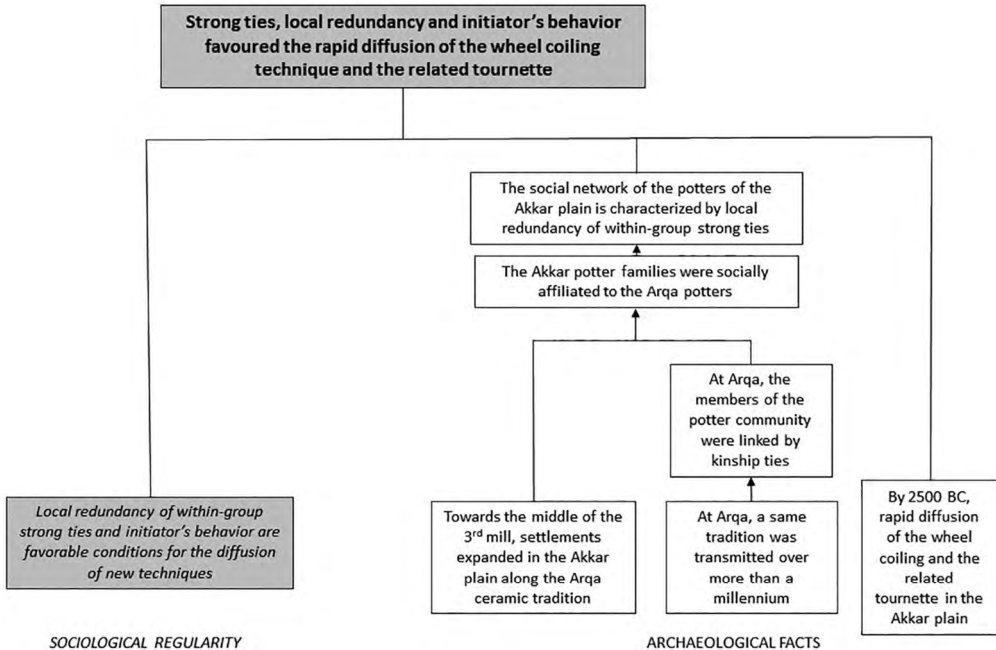 Strong ties, local redundancy and initiator's behavior
favoured the rapid diffusion of the wheel coiling
technique and the related tournette
The social network of the potters of the
Akkar plain is characterized by local
redundancy of within-group strong ties
The Akkar potter families were socially
affiliated to the Arqa potters
At Arqa, the
members of the
potter community
were linked by
kinship ties
Local redundancy of within-group
strong ties and initiator's behavior are
favorable conditions for the diffusion
of new techniques
Towards the middle of the
3rd mill, settlements
expanded in the Akkar
plain along the Arqa
ceramic tradition
At Arqa, a same
tradition was
transmitted over
more than a
millennium
By 2500 BC,
rapid diffusion
of the wheel
coiling and the
related
tournette in the
Akkar plain
SOCIOLOGICAL REGULARITY
ARCHAEOLOGICAL FACTS